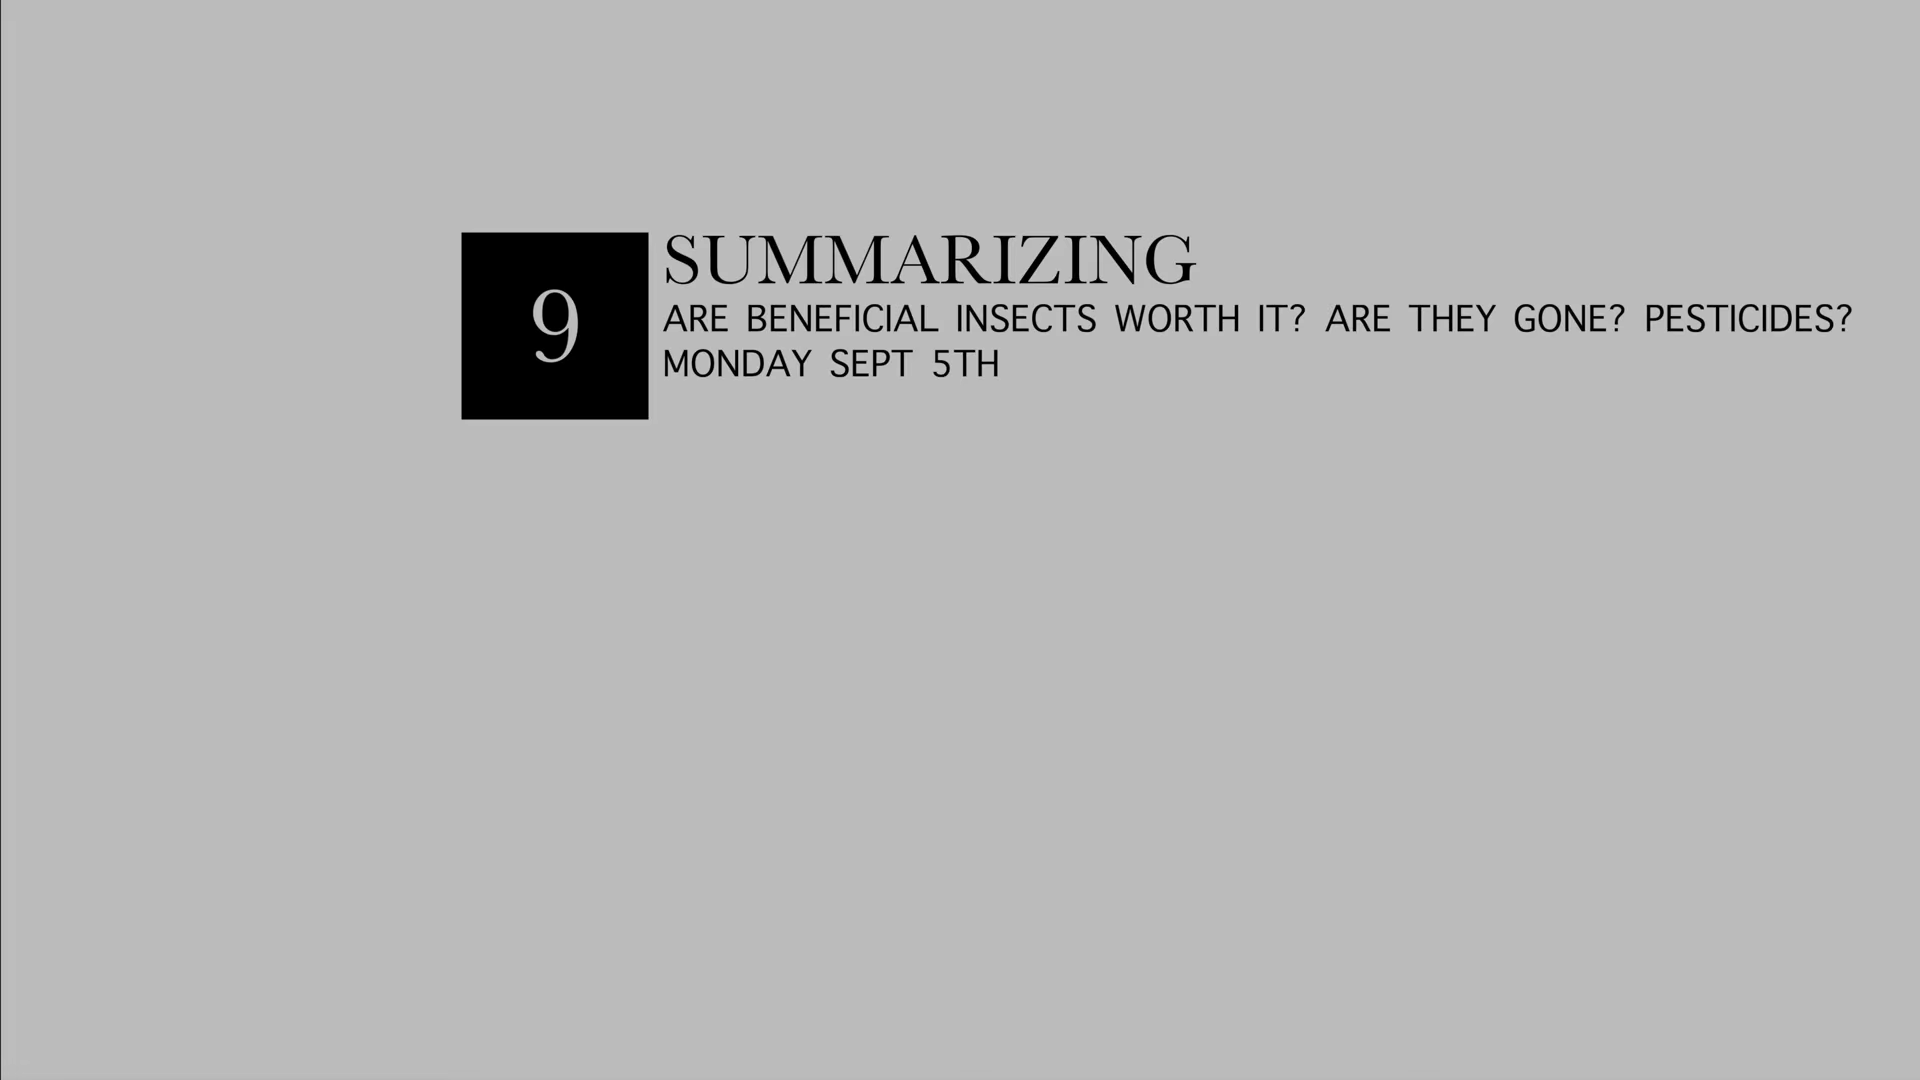 9
SUMMARIZING
ARE BENEFICIAL INSECTS WORTH IT? ARE THEY GONE? PESTICIDES?
MONDAY SEPT 5TH